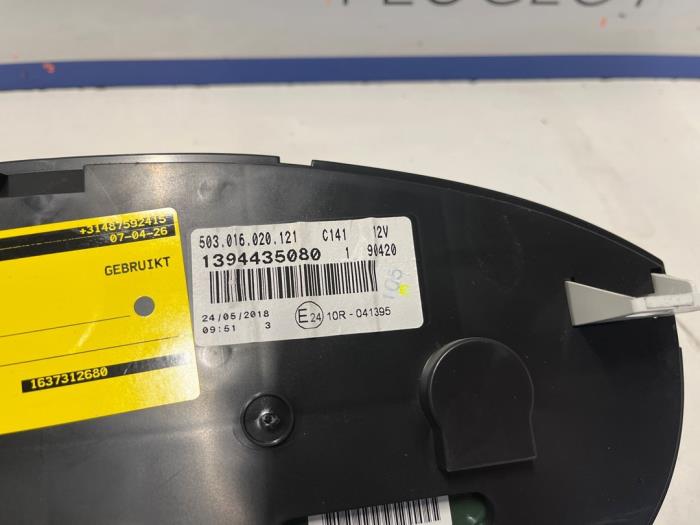 +31487592415
07-04-26
GEBRUIKT
1637312680
503.016.020.121 C141 12V
1394435080 1 90420
105
E
24/05/2018
09:51 3
E24 10R - 041395